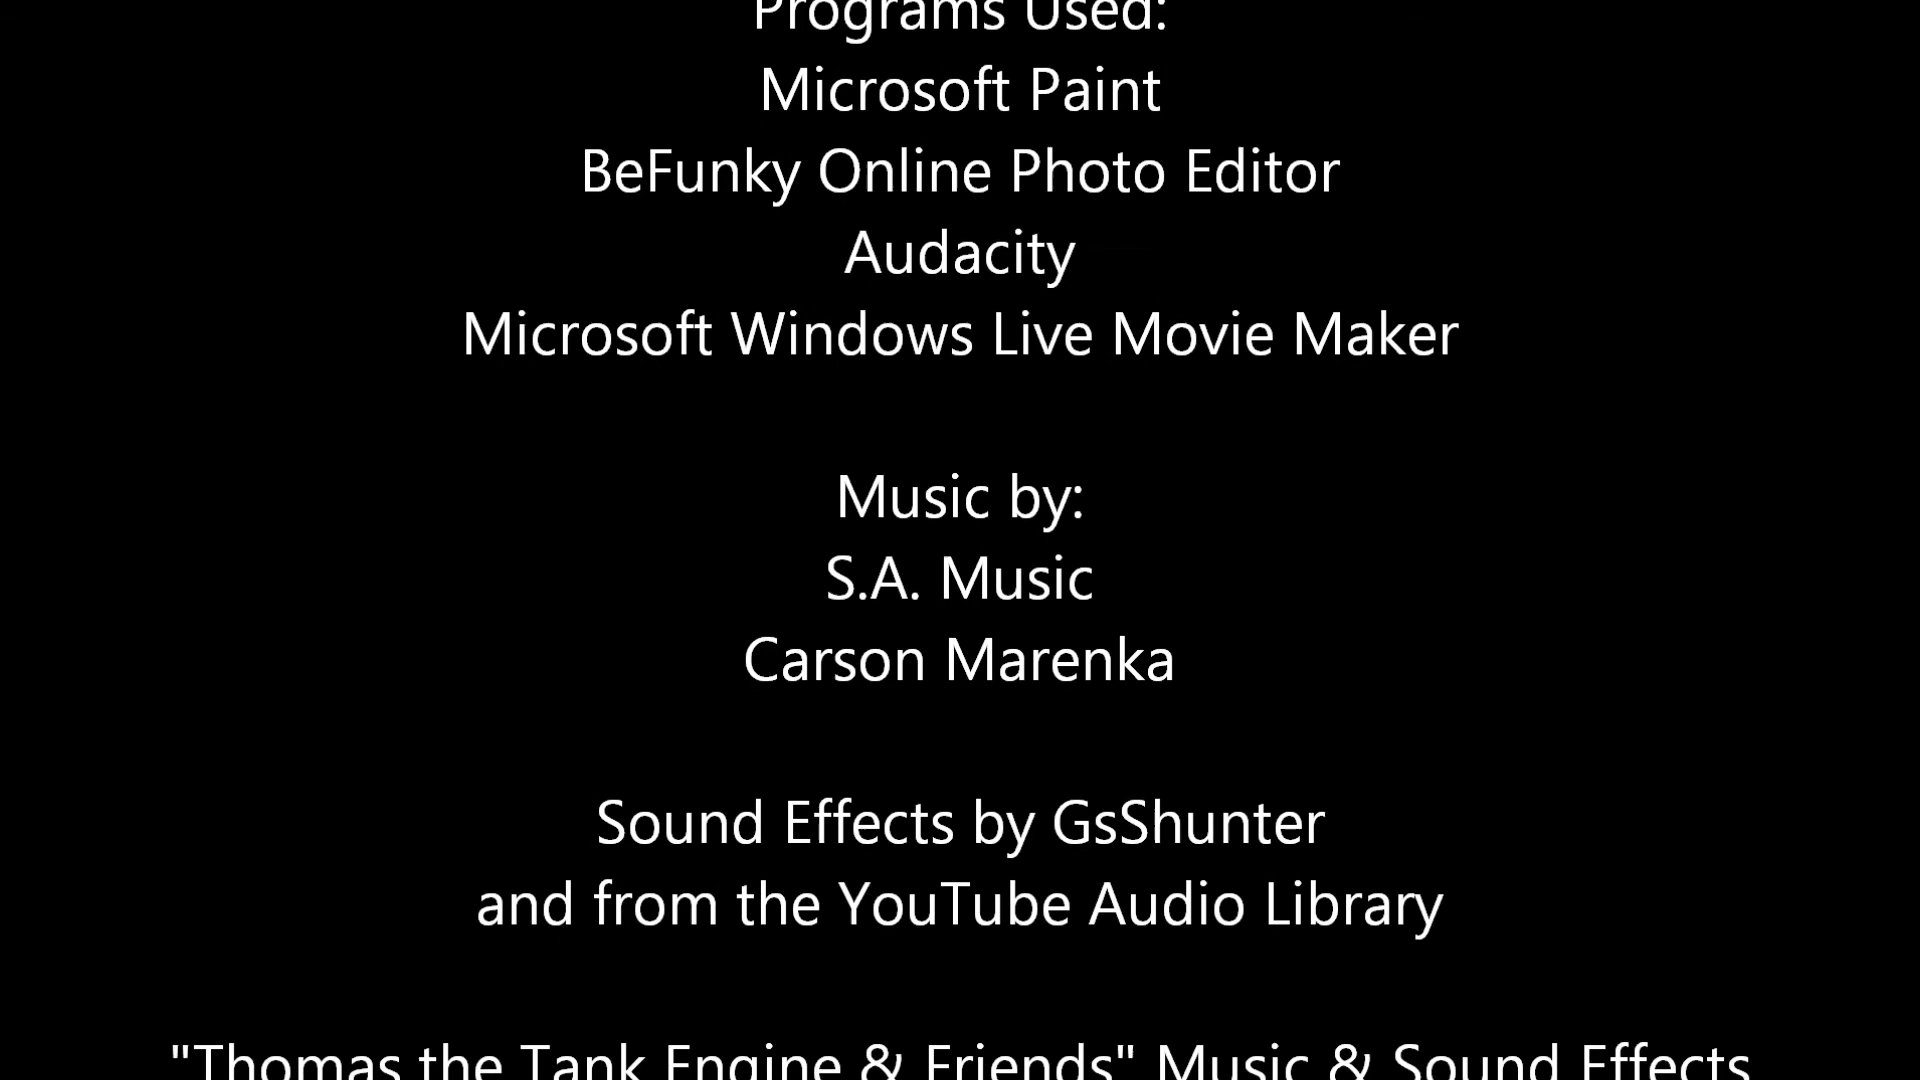 Programs Used:
Microsoft Paint
BeFunky Online Photo Editor
Audacity
Microsoft Windows Live Movie Maker
Music by:
S.A. Music
Carson Marenka
Sound Effects by GsShunter
and from the YouTube Audio Library
"Thomas the Tank Engine & Friends" Music & Sound Effects